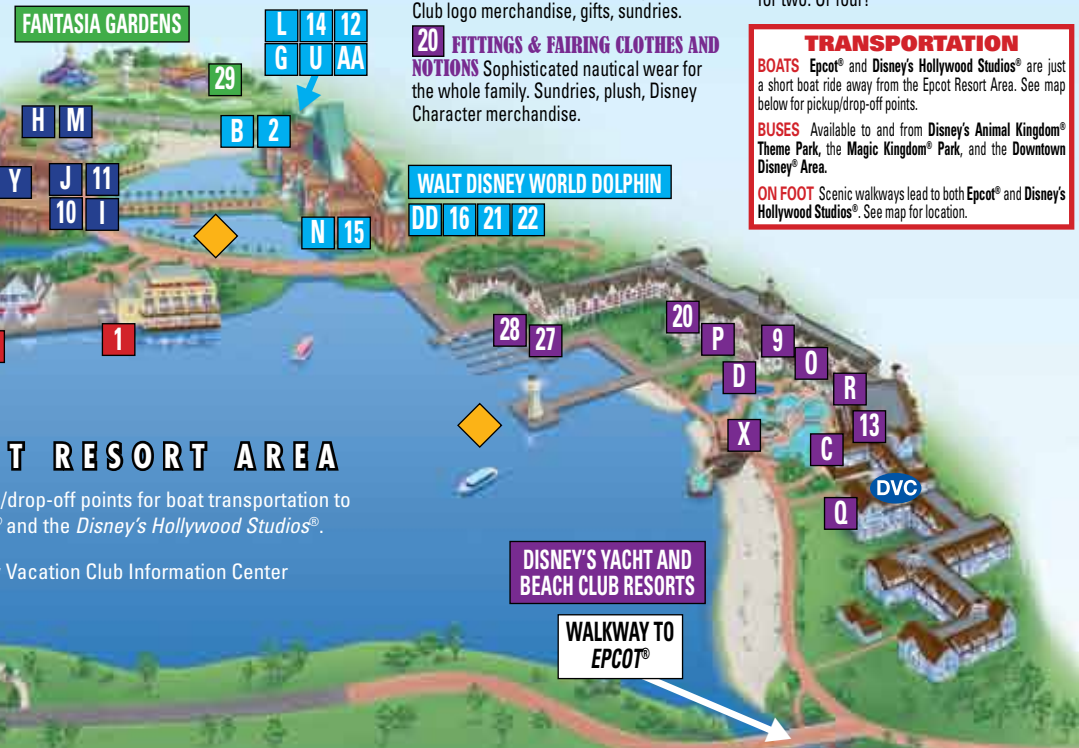 Club logo merchandise, gifts, sundries.
20 FITTINGS & FAIRING CLOTHES AND
NOTIONS Sophisticated nautical wear for
the whole family. Sundries, plush, Disney
Character merchandise.
TRANSPORTATION
BOATS Epcot® and Disney's Hollywood Studios® are just
a short boat ride away from the Epcot Resort Area. See map
below for pickup/drop-off points.
BUSES Available to and from Disney's Animal Kingdom®
Theme Park, the Magic Kingdom® Park, and the Downtown
Disney® Area.
ON FOOT Scenic walkways lead to both Epcot® and Disney's
Hollywood Studios®. See map for location.
FANTASIA GARDENS
29
L 14 12
G U AA
B 2
H M
Y J 11
10 I
WALT DISNEY WORLD DOLPHIN
DD 16 21 22
N 15
1
28 27
20
P
9
O
D
R
X
13
C
DVC
Q
T RESORT AREA
/drop-off points for boat transportation to
® and the Disney's Hollywood Studios®.
Vacation Club Information Center
DISNEY'S YACHT AND
BEACH CLUB RESORTS
WALKWAY TO
EPCOT®